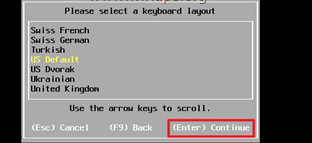 Please select a keyboard layout
Swiss French
Swiss German
Turkish
US Default
US Dvorak
Ukrainian
United Kingdom
Use the arrow keys to scroll.
(Esc) Cancel (F9) Back (Enter) Continue